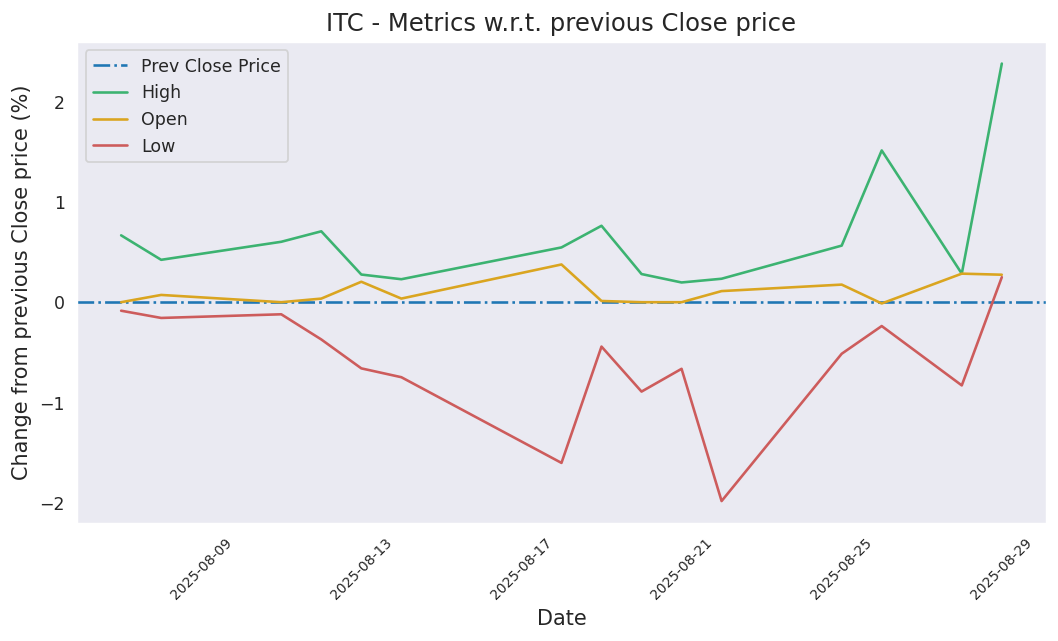 ITC - Metrics w.r.t. previous Close price
Prev Close Price
High
Open
Low
Change from previous Close price (%)
2
1
0
−1
−2
2025-08-09
2025-08-13
2025-08-17
2025-08-21
2025-08-25
2025-08-29
Date